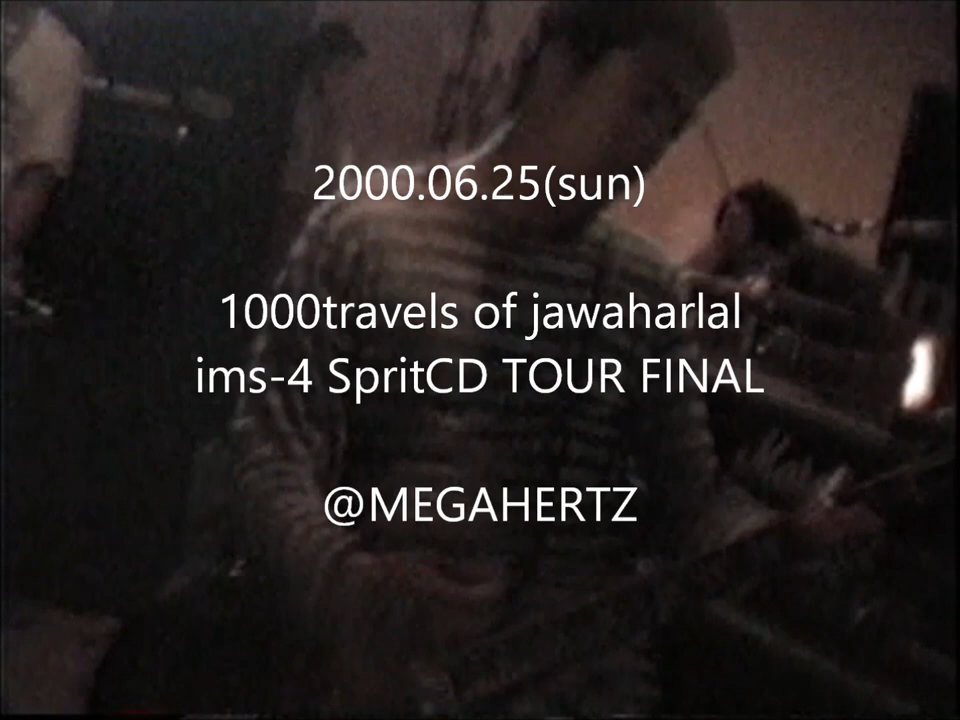 2000.06.25(sun)
1000travels of jawaharlal
ims-4 SpritCD TOUR FINAL
@MEGAHERTZ